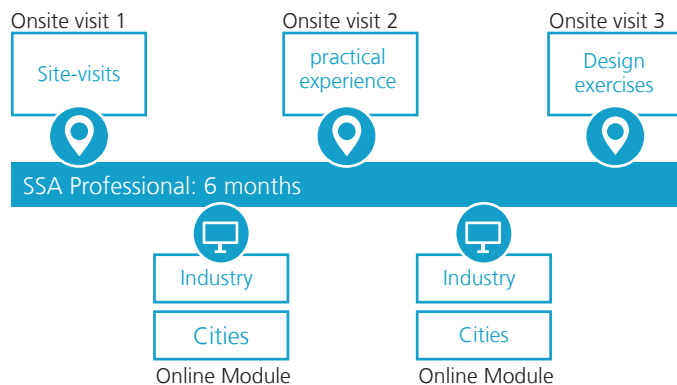 Onsite visit 1
Onsite visit 2
Onsite visit 3
Site-visits
practical
experience
Design
exercises
SSA Professional: 6 months
Industry
Industry
Cities
Cities
Online Module
Online Module